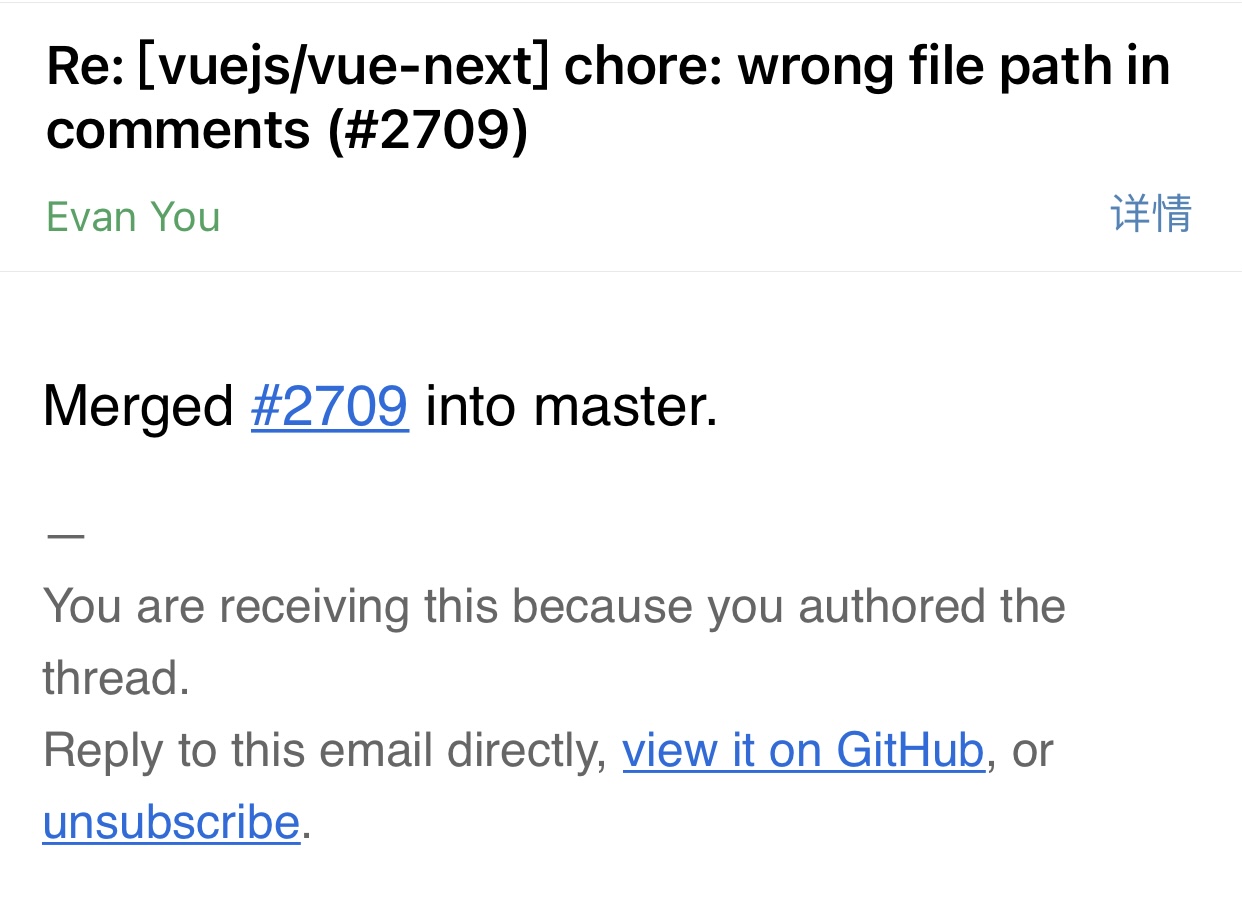 Re: [vuejs/vue-next] chore: wrong file path in
comments (#2709)
Evan You
详情
Merged #2709 into master.
—
You are receiving this because you authored the
thread.
Reply to this email directly, view it on GitHub, or
unsubscribe.